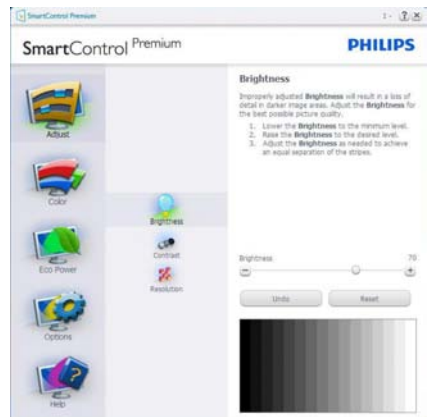 SmartControl Premium
SmartControl Premium
PHILIPS
Adjust
Color
Eco Power
Options
Help
Brightness
Contrast
Resolution
Brightness
Improperly adjusted Brightness will result in a loss of
detail in darker image areas. Adjust the Brightness for
the best possible picture quality.
1. Lower the Brightness to the minimum level.
2. Raise the Brightness to the desired level.
3. Adjust the Brightness as needed to achieve
an equal separation of the stripes.
Brightness 70
Undo Reset